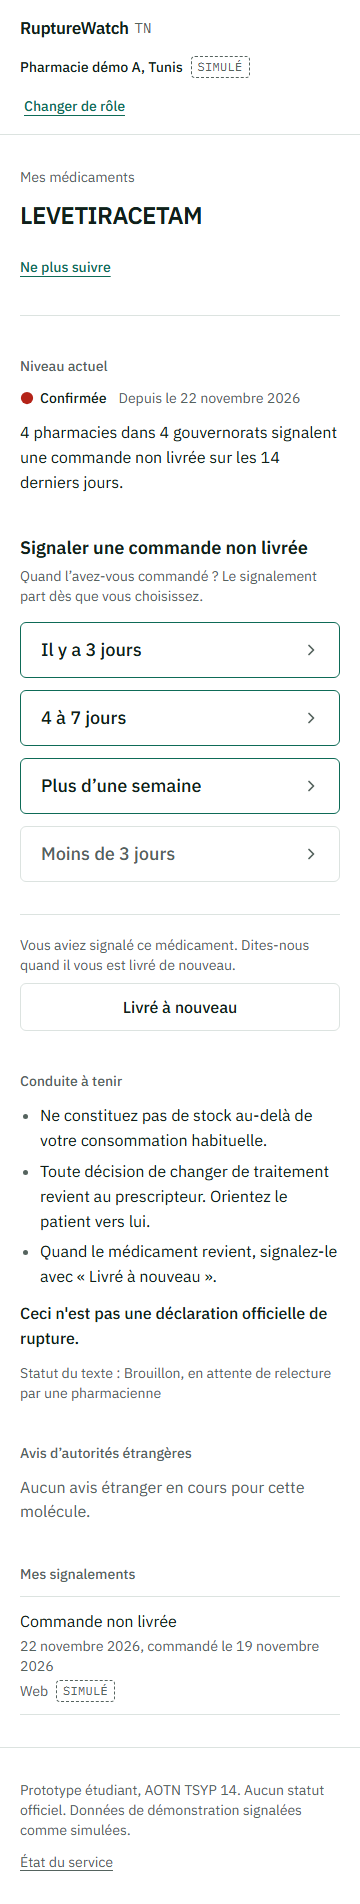 RuptureWatch TN
Pharmacie démo A, Tunis SIMULÉ
Changer de rôle
Mes médicaments
LEVETIRACETAM
Ne plus suivre
Niveau actuel
Confirmée Depuis le 22 novembre 2026
4 pharmacies dans 4 gouvernorats signalent
une commande non livrée sur les 14
derniers jours.
Signaler une commande non livrée
Quand l’avez-vous commandé ? Le signalement
part dès que vous choisissez.
Il y a 3 jours
4 à 7 jours
Plus d’une semaine
Moins de 3 jours
Vous aviez signalé ce médicament. Dites-nous
quand il vous est livré de nouveau.
Livré à nouveau
Conduite à tenir
• Ne constituez pas de stock au-delà de
votre consommation habituelle.
• Toute décision de changer de traitement
revient au prescripteur. Orientez le
patient vers lui.
• Quand le médicament revient, signalez-le
avec « Livré à nouveau ».
Ceci n'est pas une déclaration officielle de
rupture.
Statut du texte : Brouillon, en attente de relecture
par une pharmacienne
Avis d’autorités étrangères
Aucun avis étranger en cours pour cette
molécule.
Mes signalements
Commande non livrée
22 novembre 2026, commandé le 19 novembre
2026
Web SIMULÉ
Prototype étudiant, AOTN TSYP 14. Aucun statut
officiel. Données de démonstration signalées
comme simulées.
État du service